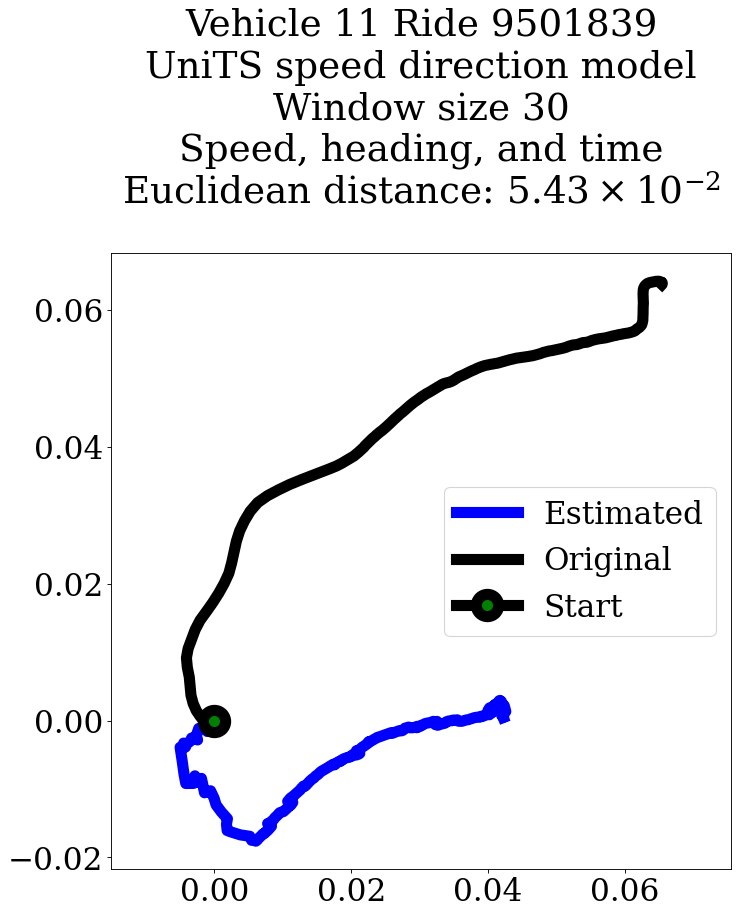 Vehicle 11 Ride 9501839
UniTS speed direction model
Window size 30
Speed, heading, and time
Euclidean distance: 5.43 × 10⁻²
0.06
0.04
0.02
0.00
−0.02
Estimated
Original
Start
0.00 0.02 0.04 0.06